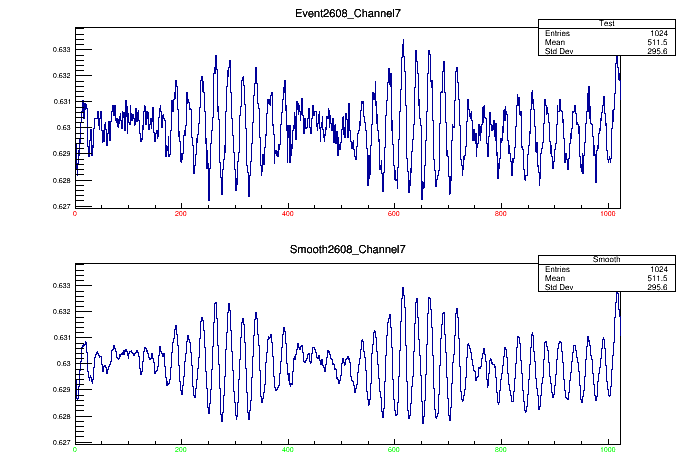 Event2608_Channel7
Test
Entries 1024
Mean 511.5
Std Dev 295.6
0.633
0.632
0.631
0.63
0.629
0.628
0.627
0 200 400 600 800 1000
Smooth2608_Channel7
Smooth
Entries 1024
Mean 511.5
Std Dev 295.6
0.633
0.632
0.631
0.63
0.629
0.628
0.627
0 200 400 600 800 1000